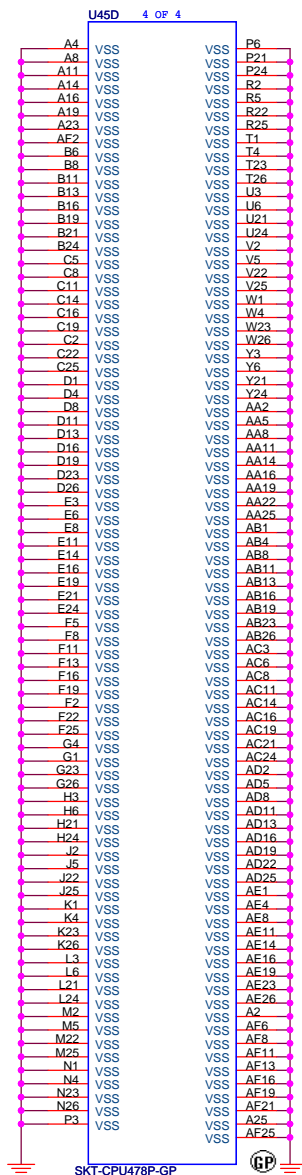 U45D 4 OF 4
A4 VSS VSS P6
A8 VSS VSS P21
A11 VSS VSS P24
A14 VSS VSS R2
A16 VSS VSS R5
A19 VSS VSS R22
A23 VSS VSS R25
AF2 VSS VSS T1
B6 VSS VSS T4
B8 VSS VSS T23
B11 VSS VSS T26
B13 VSS VSS U3
B16 VSS VSS U6
B19 VSS VSS U21
B21 VSS VSS U24
B24 VSS VSS V2
C5 VSS VSS V5
C8 VSS VSS V22
C11 VSS VSS V25
C14 VSS VSS W1
C16 VSS VSS W4
C19 VSS VSS W23
C2 VSS VSS W26
C22 VSS VSS Y3
C25 VSS VSS Y6
D1 VSS VSS Y21
D4 VSS VSS Y24
D8 VSS VSS AA2
D11 VSS VSS AA5
D13 VSS VSS AA8
D16 VSS VSS AA11
D19 VSS VSS AA14
D23 VSS VSS AA16
D26 VSS VSS AA19
E3 VSS VSS AA22
E6 VSS VSS AA25
E8 VSS VSS AB1
E11 VSS VSS AB4
E14 VSS VSS AB8
E16 VSS VSS AB11
E19 VSS VSS AB13
E21 VSS VSS AB16
E24 VSS VSS AB19
F5 VSS VSS AB23
F8 VSS VSS AB26
F11 VSS VSS AC3
F13 VSS VSS AC6
F16 VSS VSS AC8
F19 VSS VSS AC11
F2 VSS VSS AC14
F22 VSS VSS AC16
F25 VSS VSS AC19
G4 VSS VSS AC21
G1 VSS VSS AC24
G23 VSS VSS AD2
G26 VSS VSS AD5
H3 VSS VSS AD8
H6 VSS VSS AD11
H21 VSS VSS AD13
H24 VSS VSS AD16
J2 VSS VSS AD19
J5 VSS VSS AD22
J22 VSS VSS AD25
J25 VSS VSS AE1
K1 VSS VSS AE4
K4 VSS VSS AE8
K23 VSS VSS AE11
K26 VSS VSS AE14
L3 VSS VSS AE16
L6 VSS VSS AE19
L21 VSS VSS AE23
L24 VSS VSS AE26
M2 VSS VSS A2
M5 VSS VSS AF6
M22 VSS VSS AF8
M25 VSS VSS AF11
N1 VSS VSS AF13
N4 VSS VSS AF16
N23 VSS VSS AF19
N26 VSS VSS AF21
P3 VSS VSS A25
VSS AF25
SKT-CPU478P-GP GP